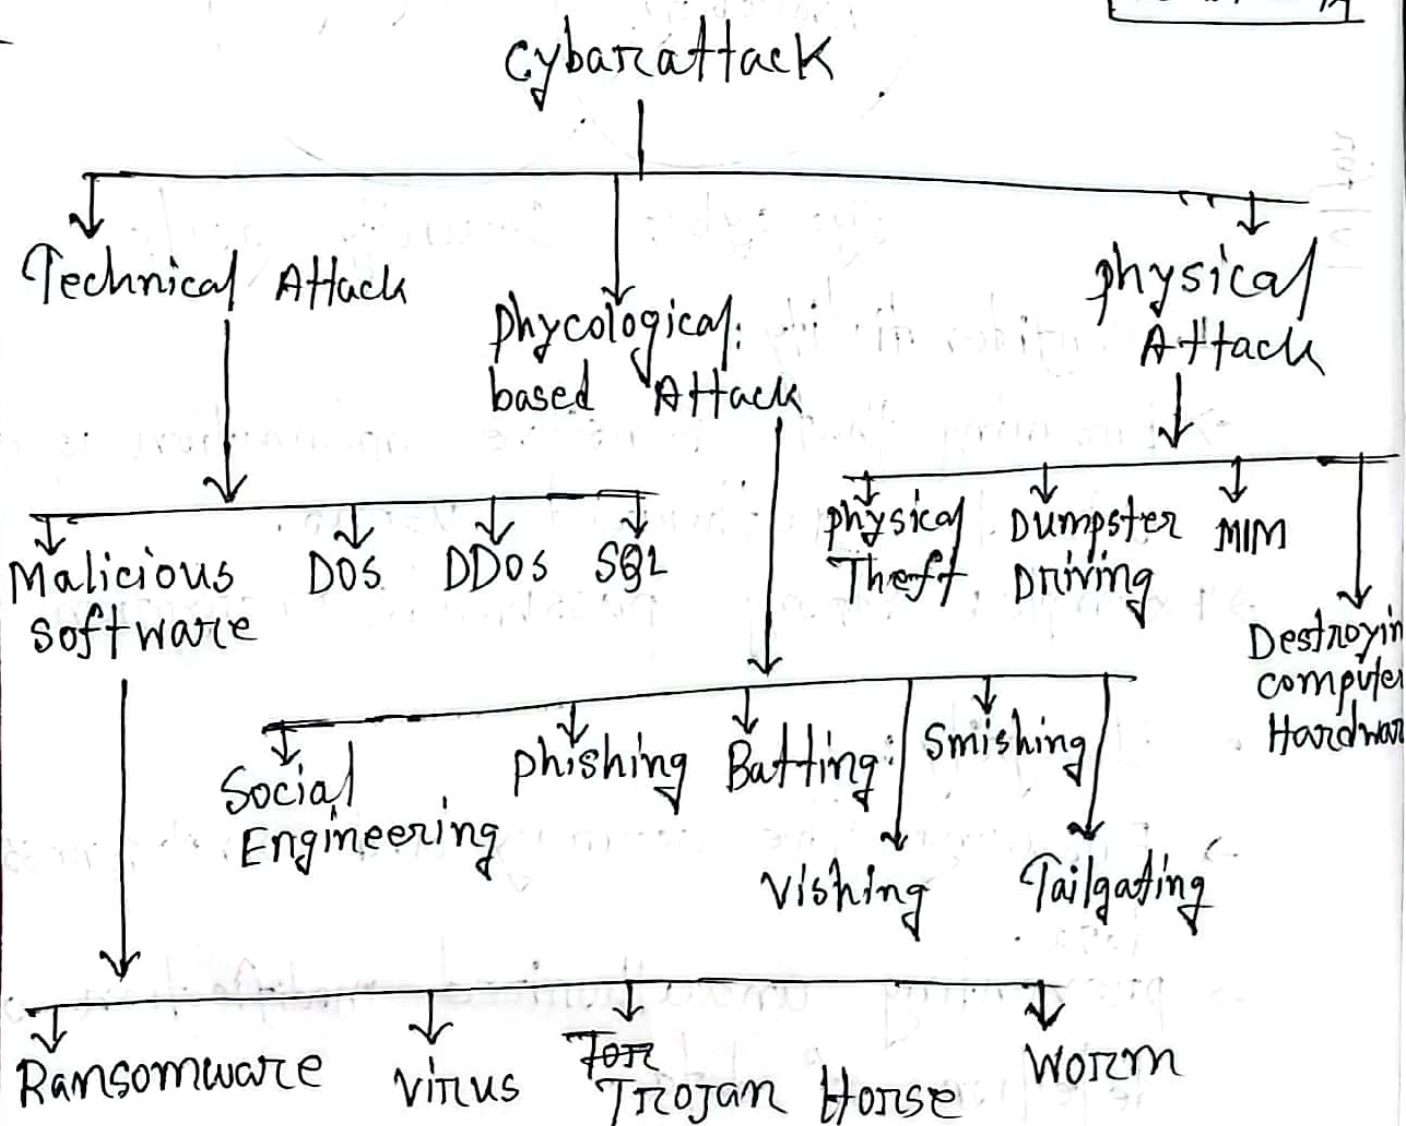 cybarattack
Technical Attack
phycological
based Attack
physical
Attack
Malicious
software
DOS
DDOS
SQL
physical
Theft
Dumpster
Driving
MIM
Destroyin
computer
Hardwar
Social
Engineering
phishing
Batting
Smishing
Vishing
Tailgating
Ransomware
virus
Tor
Trojan Horse
Worm